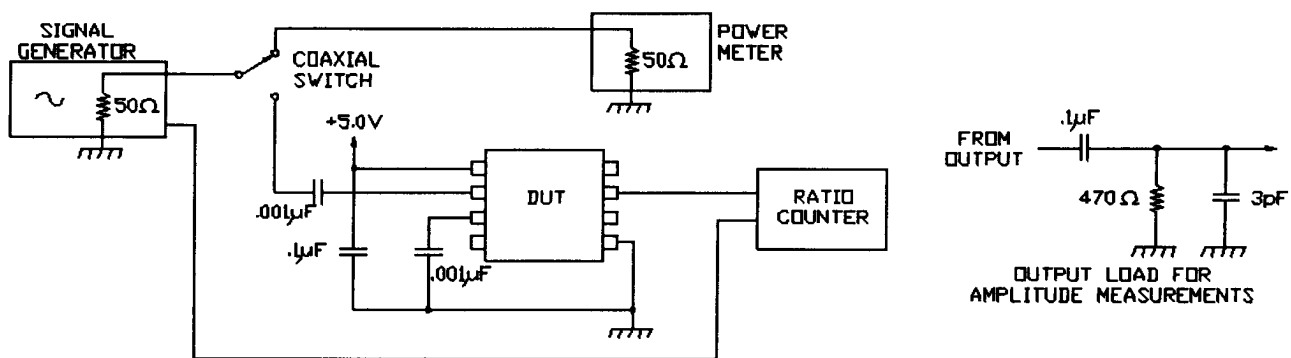 SIGNAL
GENERATOR
50Ω
COAXIAL
SWITCH
50Ω
POWER
METER
+5.0V
.001µF
.1µF
.001µF
DUT
RATIO
COUNTER
FROM
OUTPUT
.1µF
470Ω
3pF
OUTPUT LOAD FOR
AMPLITUDE MEASUREMENTS